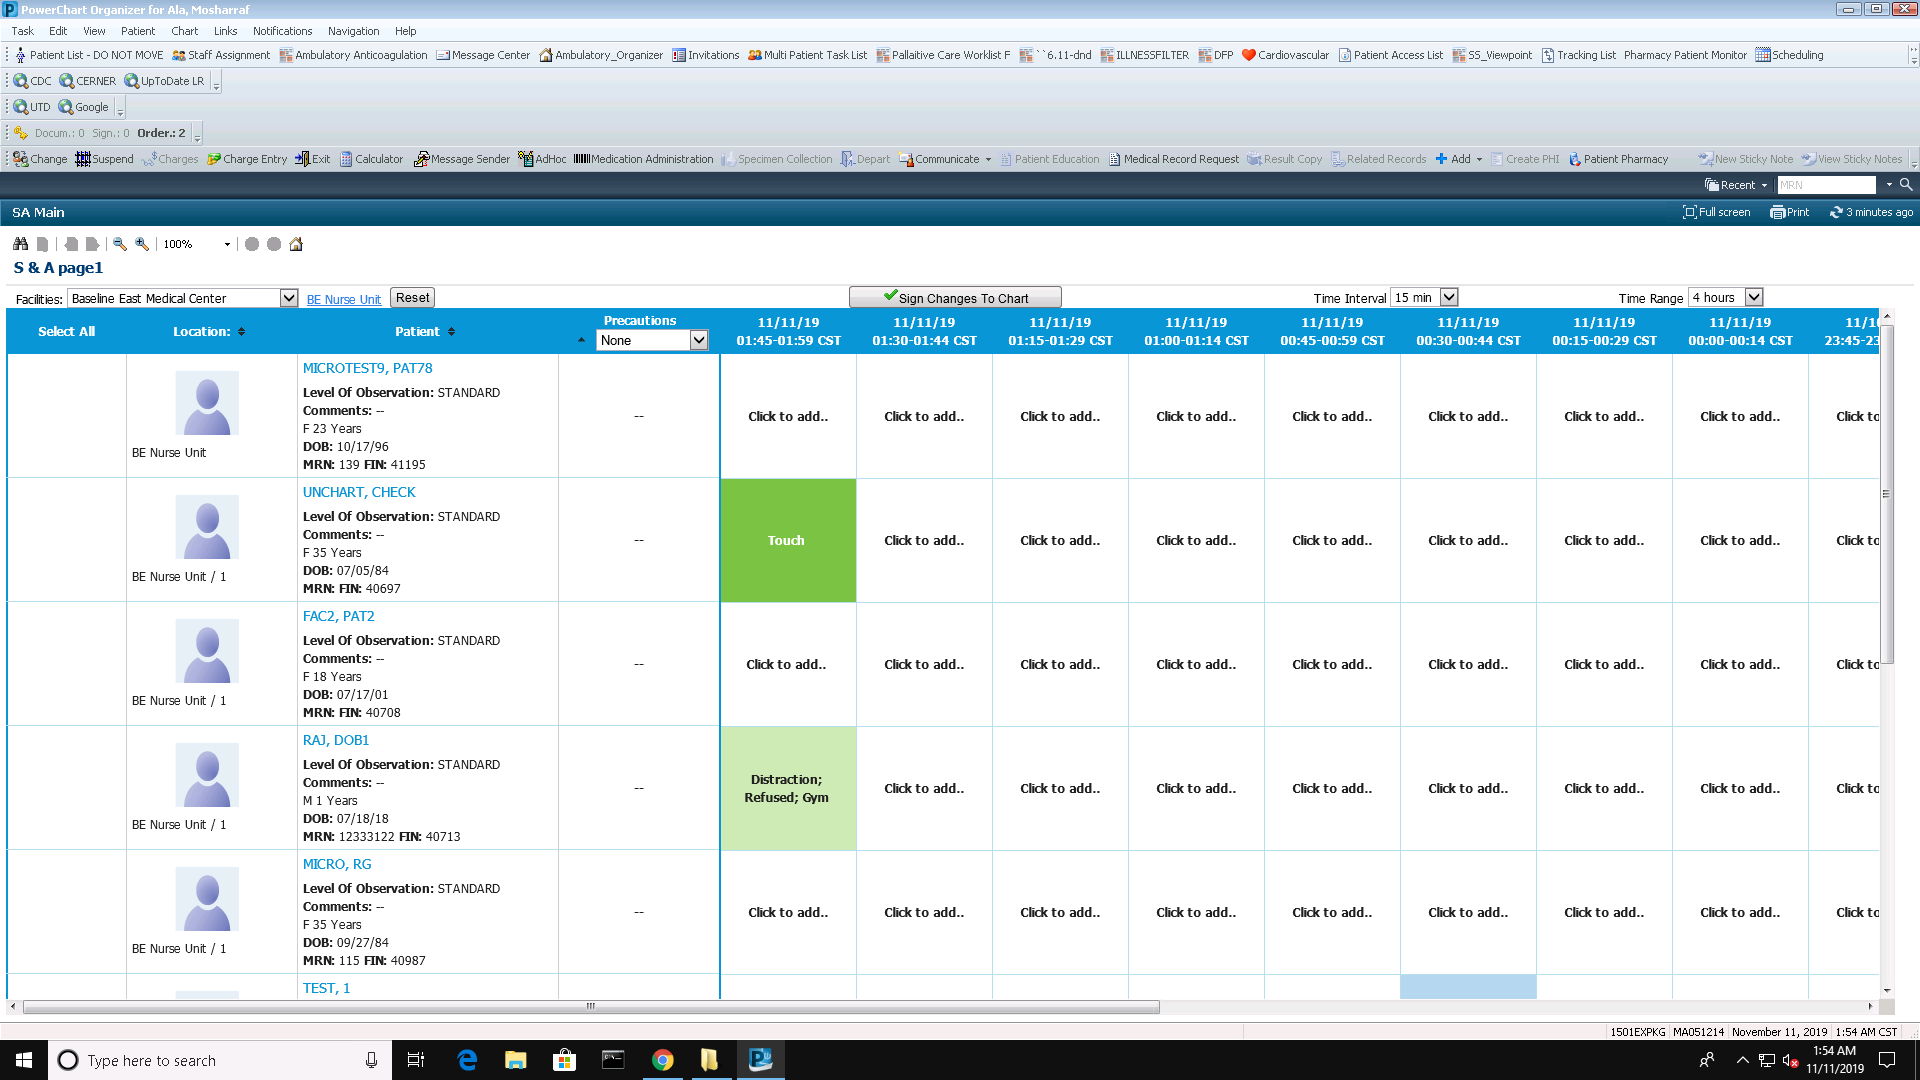 PowerChart Organizer for Ala, Mosharraf
Task Edit View Patient Chart Links Notifications Navigation Help
Patient List - DO NOT MOVE Staff Assignment Ambulatory Anticoagulation Message Center Ambulatory_Organizer Invitations Multi Patient Task List Pallaitive Care Worklist F ``6.11-dnd ILLNESSFILTER DFP Cardiovascular Patient Access List SS_Viewpoint Tracking List Pharmacy Patient Monitor Scheduling
CDC CERNER UpToDate LR
UTD Google
Docum.: 0 Sign.: 0 Order.: 2
Change Suspend Charges Charge Entry Exit Calculator Message Sender AdHoc Medication Administration Specimen Collection Depart Communicate Patient Education Medical Record Request Result Copy Related Records Add Create PHI Patient Pharmacy New Sticky Note View Sticky Notes
Recent MRN
SA Main Full screen Print 3 minutes ago
100%
S & A page1
Facilities: Baseline East Medical Center BE Nurse Unit Reset Sign Changes To Chart Time Interval 15 min Time Range 4 hours
Select All Location: Patient Precautions None
11/11/19 11/11/19 11/11/19 11/11/19 11/11/19 11/11/19 11/11/19 11/11/19 11/1
01:45-01:59 CST 01:30-01:44 CST 01:15-01:29 CST 01:00-01:14 CST 00:45-00:59 CST 00:30-00:44 CST 00:15-00:29 CST 00:00-00:14 CST 23:45-23
MICROTEST9, PAT78
Level Of Observation: STANDARD
Comments: --
F 23 Years
DOB: 10/17/96
MRN: 139 FIN: 41195
BE Nurse Unit
-- Click to add.. Click to add.. Click to add.. Click to add.. Click to add.. Click to add.. Click to add.. Click to add.. Click to
UNCHART, CHECK
Level Of Observation: STANDARD
Comments: --
F 35 Years
DOB: 07/05/84
MRN: FIN: 40697
BE Nurse Unit / 1
-- Touch Click to add.. Click to add.. Click to add.. Click to add.. Click to add.. Click to add.. Click to add.. Click to
FAC2, PAT2
Level Of Observation: STANDARD
Comments: --
F 18 Years
DOB: 07/17/01
MRN: FIN: 40708
BE Nurse Unit / 1
-- Click to add.. Click to add.. Click to add.. Click to add.. Click to add.. Click to add.. Click to add.. Click to add.. Click to
RAJ, DOB1
Level Of Observation: STANDARD
Comments: --
M 1 Years
DOB: 07/18/18
MRN: 12333122 FIN: 40713
BE Nurse Unit / 1
-- Distraction;
Refused; Gym
Click to add.. Click to add.. Click to add.. Click to add.. Click to add.. Click to add.. Click to add.. Click to
MICRO, RG
Level Of Observation: STANDARD
Comments: --
F 35 Years
DOB: 09/27/84
MRN: 115 FIN: 40987
BE Nurse Unit / 1
-- Click to add.. Click to add.. Click to add.. Click to add.. Click to add.. Click to add.. Click to add.. Click to add.. Click to
TEST, 1
1501EXPKG MA051214 November 11, 2019 1:54 AM CST
Type here to search
1:54 AM
11/11/2019